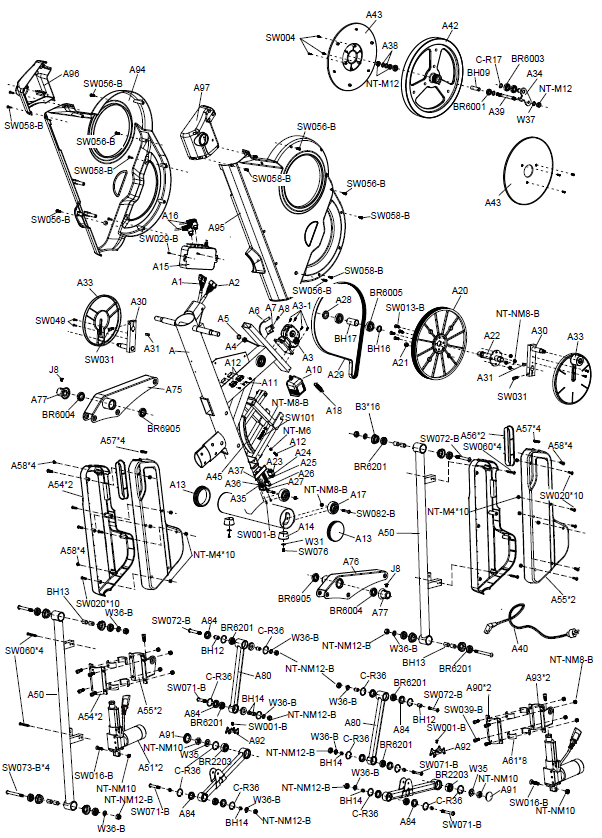 A43
A42
SW004
A38
C-R17
BR6003
A94
A96
BH09
A34
SW056-B
A97
NT-M12
NT-M12
BR6001
A39
W37
SW058-B
SW056-B
SW056-B
SW058-B
SW058-B
SW056-B
A43
SW056-B
A16
SW058-B
A95
SW029-B
A15
SW058-B
A1
A2
SW056-B
A33
A30
A7
A8
A3-1
A28
BR6005
A20
A6
SW013-B
NT-NM8-B
SW049
A5
A22
A30
A33
BH17
A
A4
A3
BH16
SW031
A31
A12
A10
A29
A21
A31
J8
A75
A11
A18
SW031
A77
NT-M8-B
BR6004
BR6905
SW101
B3*16
A57*4
NT-M6
SW072-B
A56*2
A57*4
A12
SW060*4
A58*4
A24
A58*4
A23
A25
BR6201
A45
A37
A26
A54*2
A13
A36
A27
NT-NM8-B
A17
SW020*10
A35
NT-M4*10
A14
SW082-B
A50
SW001-B
W31
A13
A58*4
SW076
NT-M4*10
A76
J8
SW020*10
BR6905
A55*2
BH13
BR6004
A77
W36-B
SW072-B
A84
BR6201
C-R36
W36-B
A40
SW060*4
BH12
W36-B
NT-NM12-B
BH13
BR6201
NT-NM8-B
NT-NM12-B
C-R36
BR6201
A93*2
C-R36
A80
SW072-B
A90*2
A50
SW071-B
BH14
W36-B
SW039-B
A55*2
A80
BH12
A84
A84
SW001-B
A54*2
BR6201
NT-NM12-B
C-R36
SW001-B
W36-B
A91
A92
BR6201
A92
NT-NM10
NT-NM12-B
W35
BH14
SW071-B
A61*8
W35
SW073-B*4
SW016-B
A51*2
BR2203
W36-B
BR2203
NT-NM10
C-R36
C-R36
A91
NT-NM10
NT-NM12-B
SW016-B
NT-NM12-B
W36-B
BH14
C-R36
NT-NM10
SW071-B
A84
C-R36
NT-NM12-B
W36-B
BH14
A84
SW071-B